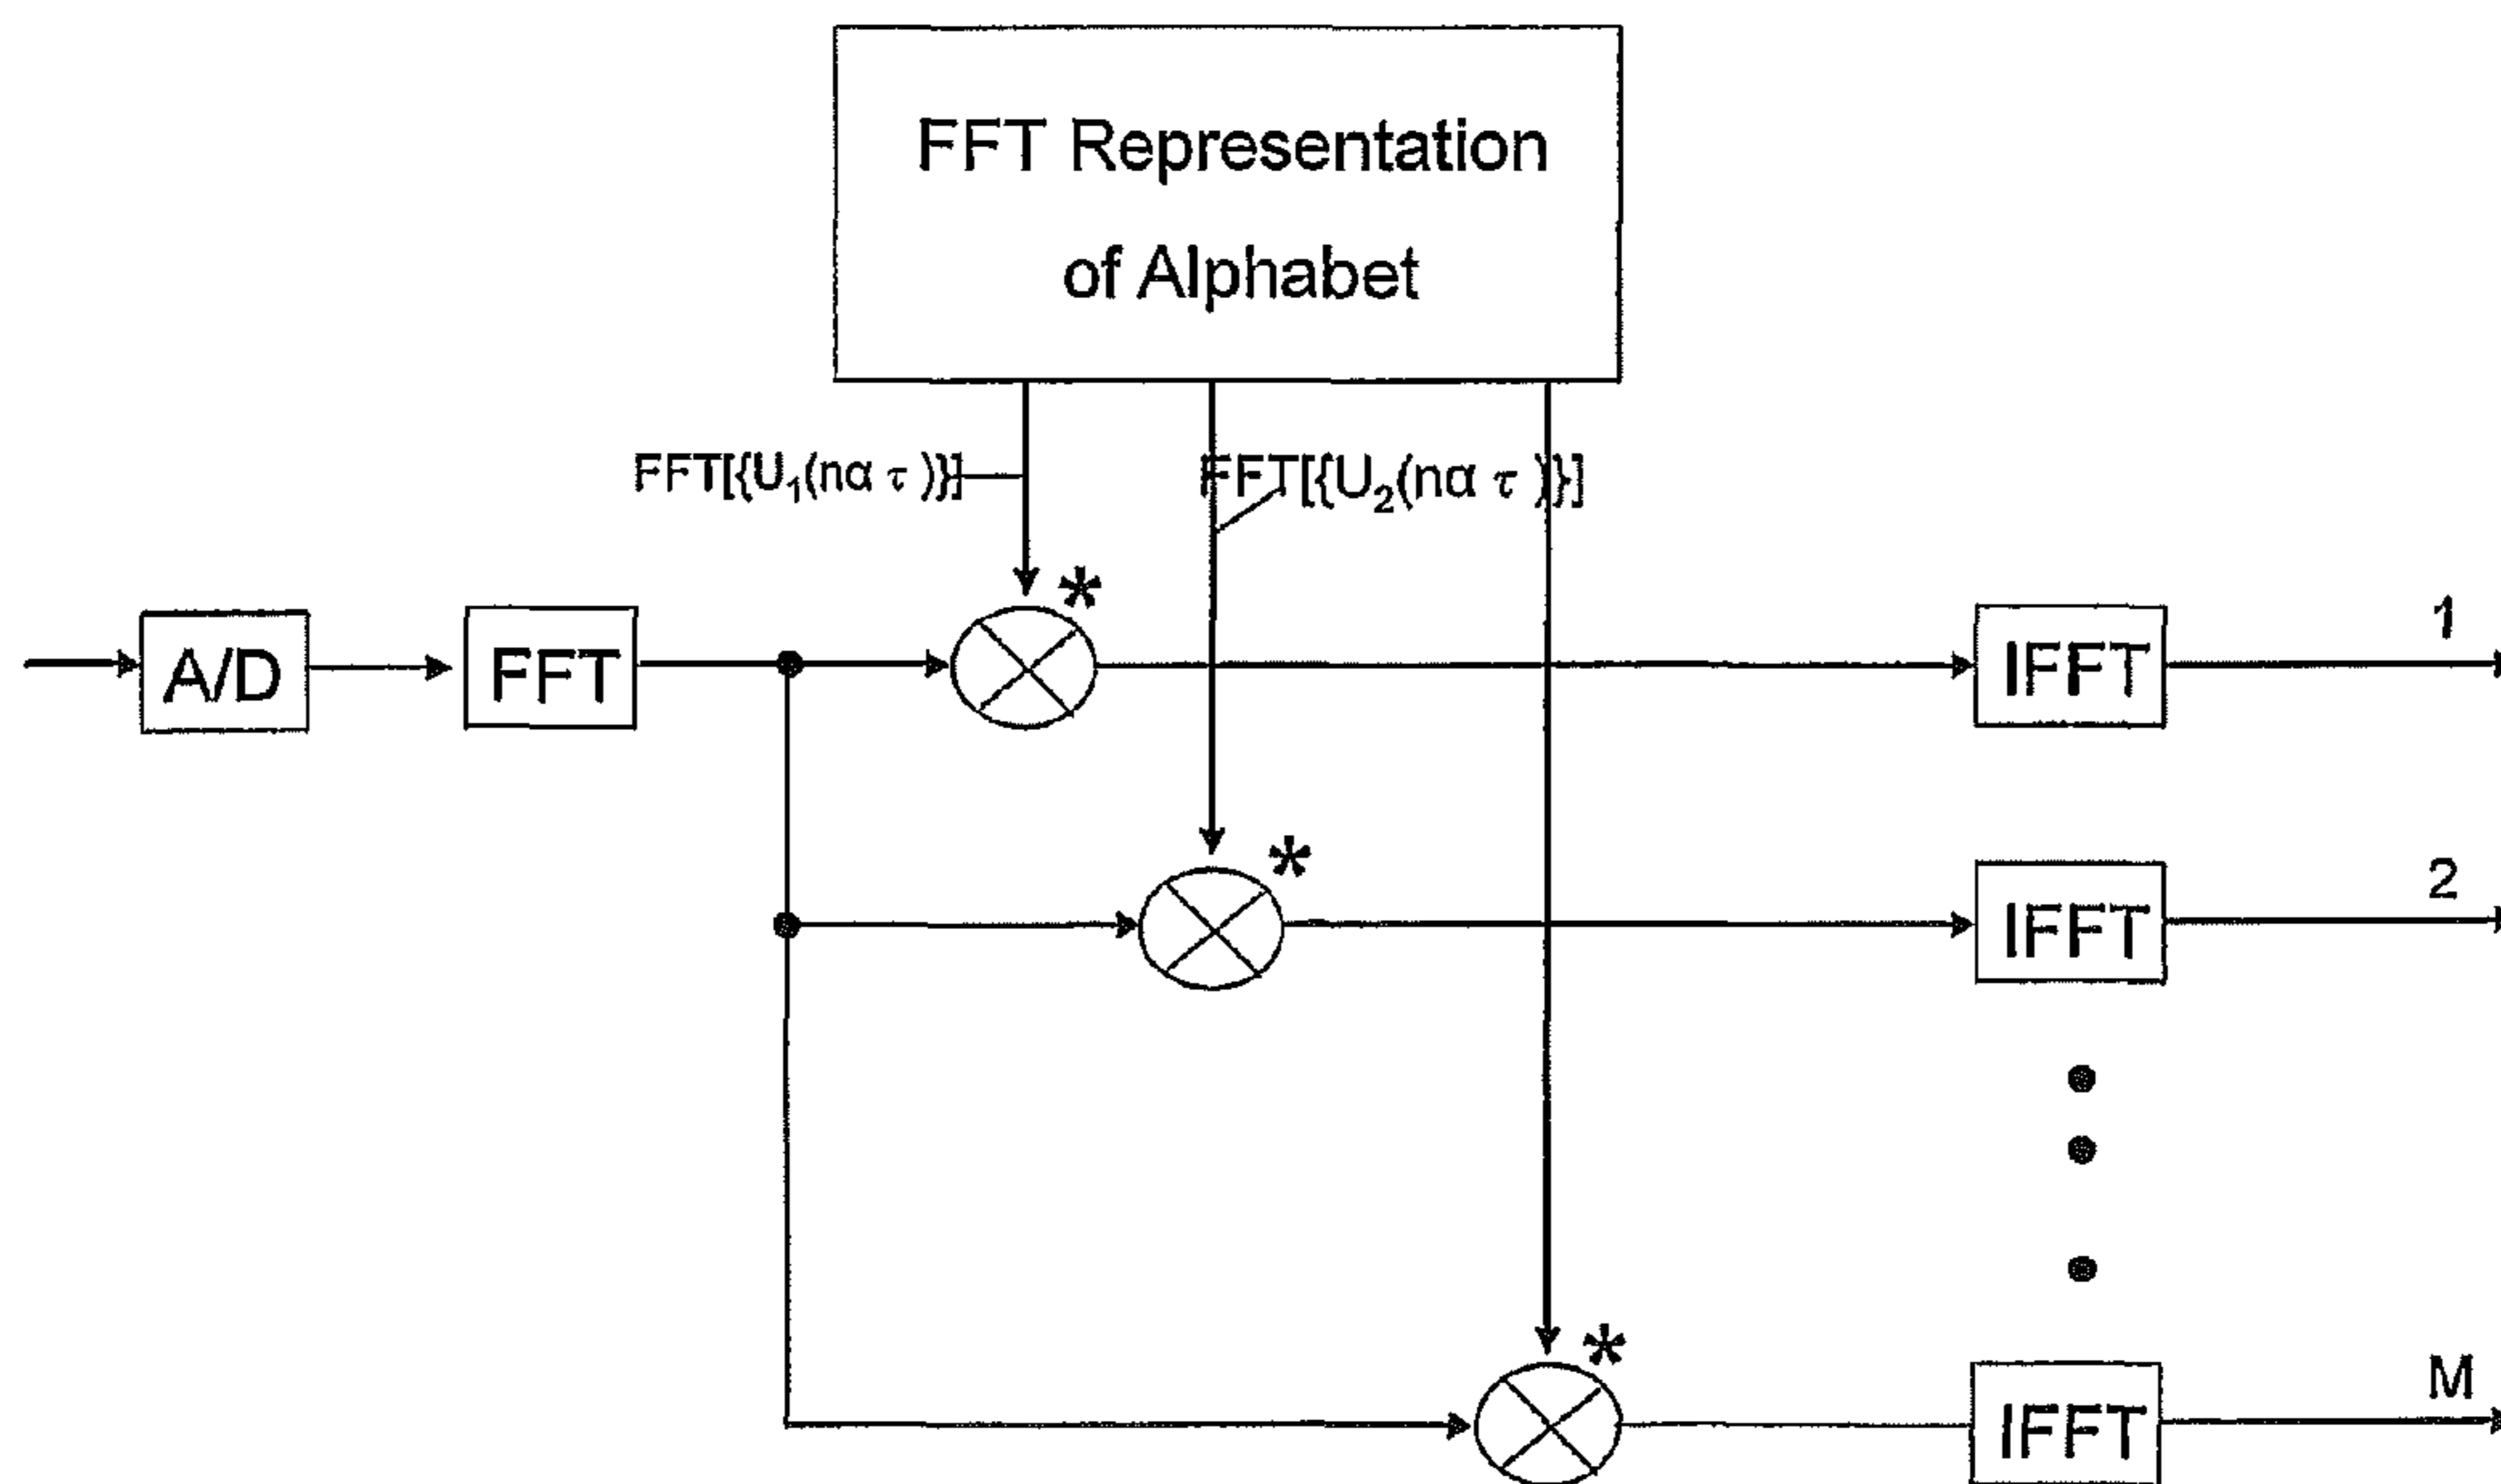 FFT Representation
of Alphabet
FFT[{U₁(nα τ)}]
FFT[{U₂(nα τ)}]
*
1
A/D
FFT
IFFT
*
2
IFFT
*
M
IFFT